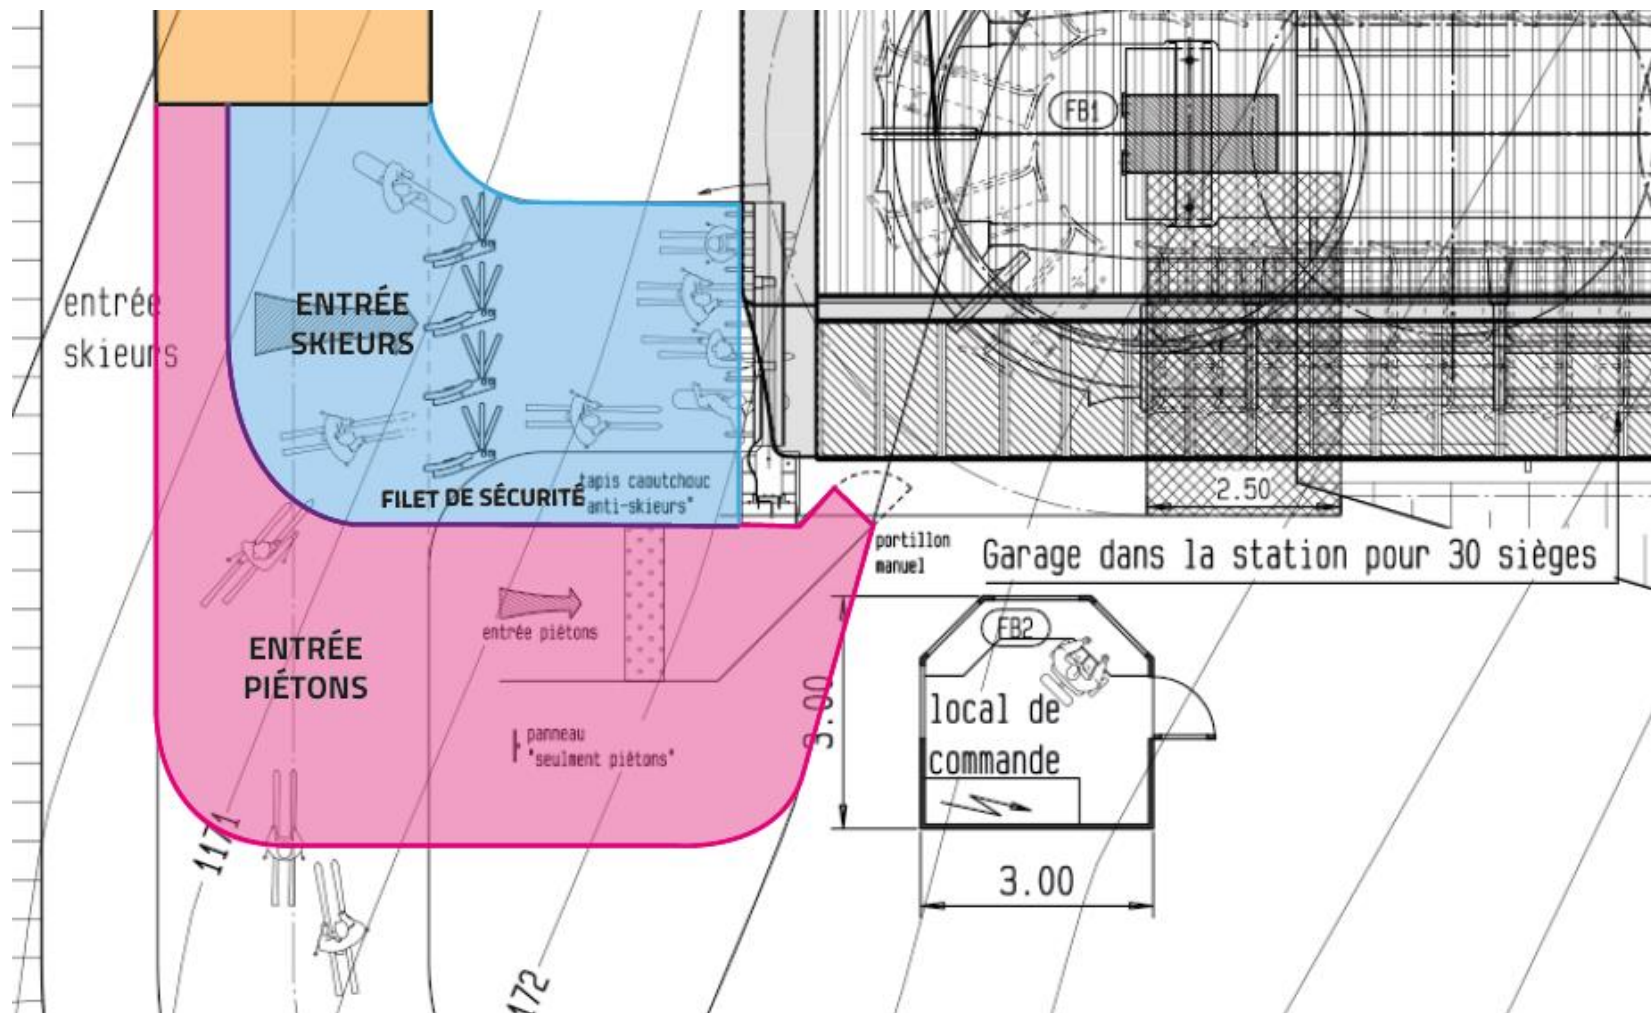 FB1
entrée
skieurs
ENTRÉE
SKIEURS
FILET DE SÉCURITÉ
tapis caoutchouc
anti-skieurs"
2.50
portillon
manuel
Garage dans la station pour 30 sièges
entrée piétons
FB2
ENTRÉE
PIÉTONS
3.00
local de
commande
panneau
"seulment piétons"
1171
3.00
172